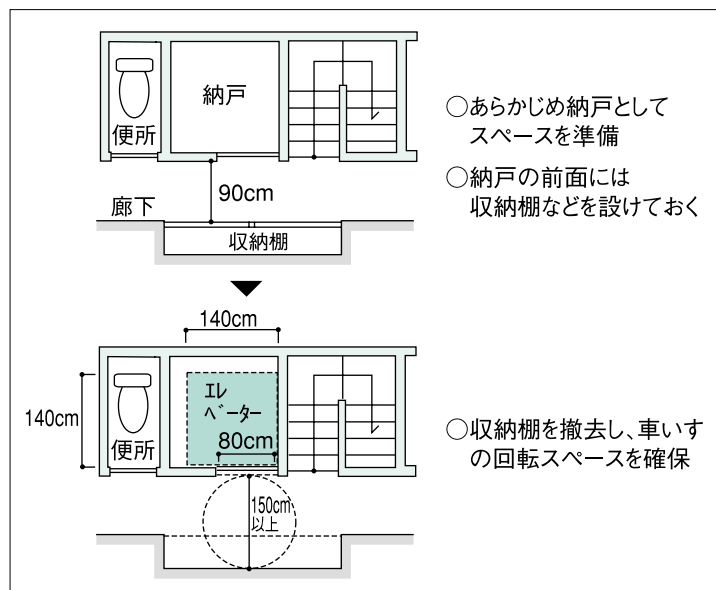 納戸
便所
○あらかじめ納戸として
スペースを準備
○納戸の前面には
収納棚などを設けておく
90cm
廊下
収納棚
140cm
エレ
ベーター
140cm
80cm
便所
○収納棚を撤去し、車いす
の回転スペースを確保
150cm
以上